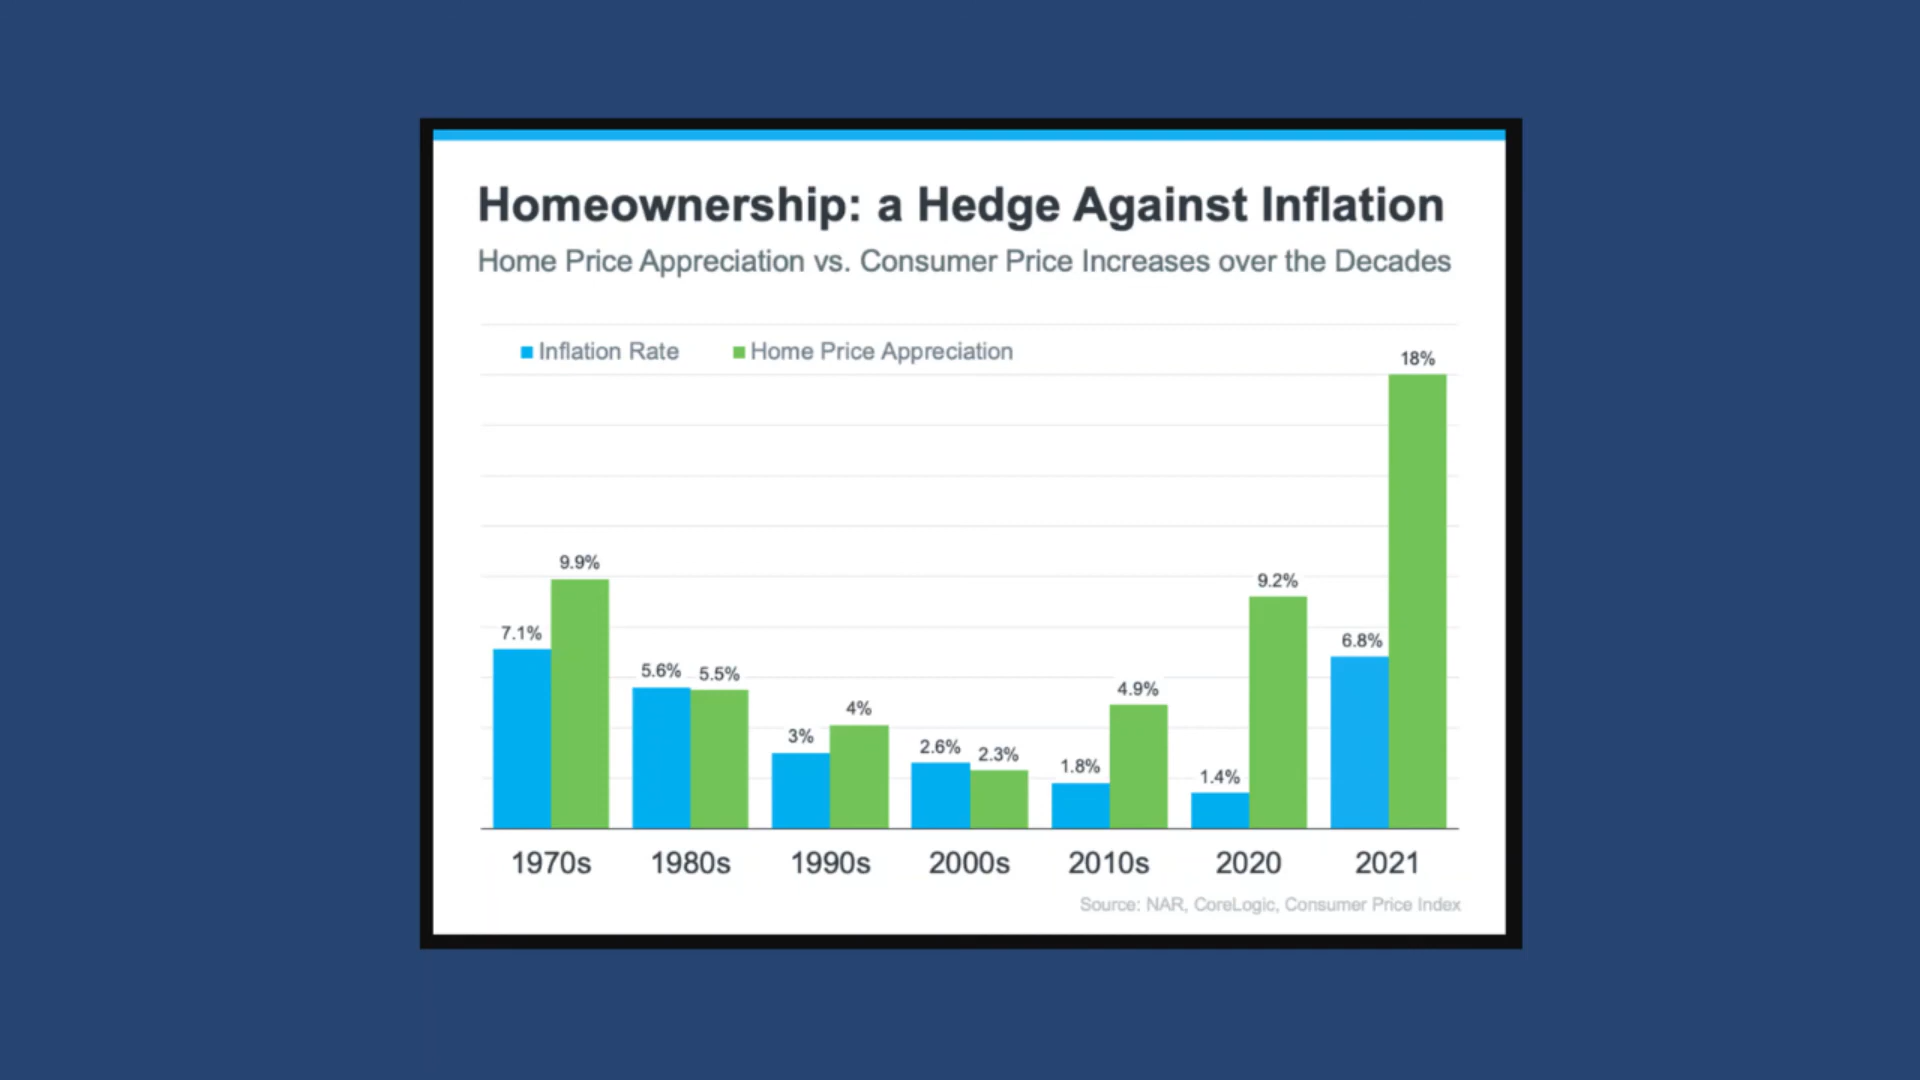 Homeownership: a Hedge Against Inflation
Home Price Appreciation vs. Consumer Price Increases over the Decades
Inflation Rate
Home Price Appreciation
7.1%
9.9%
5.6%
5.5%
3%
4%
2.6%
2.3%
1.8%
4.9%
1.4%
9.2%
6.8%
18%
1970s
1980s
1990s
2000s
2010s
2020
2021
Source: NAR, CoreLogic, Consumer Price Index